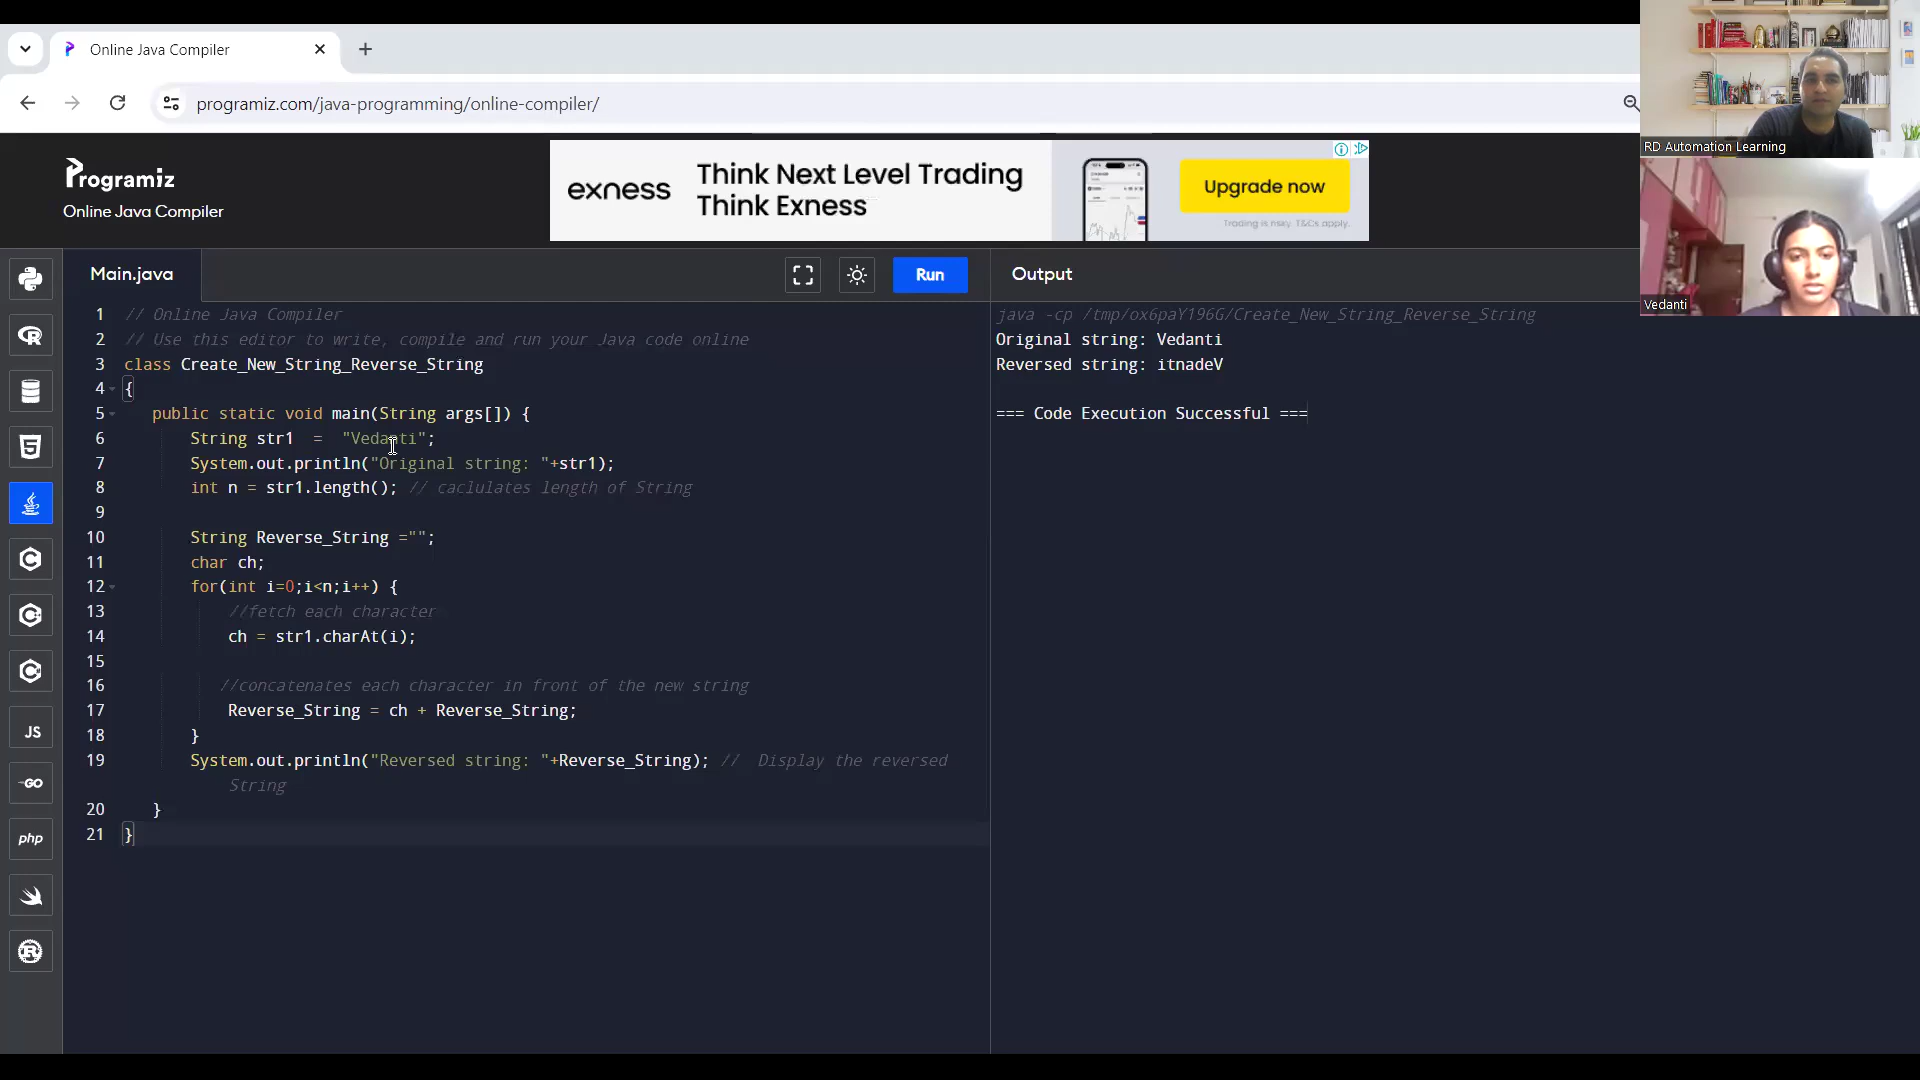 Online Java Compiler
programiz.com/java-programming/online-compiler/
RD Automation Learning
Vedanti
Programiz
Online Java Compiler
exness
Think Next Level Trading
Think Exness
Upgrade now
Trading is risky. T&Cs apply.
Main.java
Run
Output
1 // Online Java Compiler
2 // Use this editor to write, compile and run your Java code online
3 class Create_New_String_Reverse_String
4 {
5 public static void main(String args[]) {
6 String str1  =  "Vedanti";
7 System.out.println("Original string: "+str1);
8 int n = str1.length(); // caclulates length of String
9
10 String Reverse_String ="";
11 char ch;
12 for(int i=0;i<n;i++) {
13 //fetch each character
14 ch = str1.charAt(i);
15
16 //concatenates each character in front of the new string
17 Reverse_String = ch + Reverse_String;
18 }
19 System.out.println("Reversed string: "+Reverse_String); //  Display the reversed
String
20 }
21 }
java -cp /tmp/ox6paY196G/Create_New_String_Reverse_String
Original string: Vedanti
Reversed string: itnadeV
=== Code Execution Successful ===
JS
GO
php